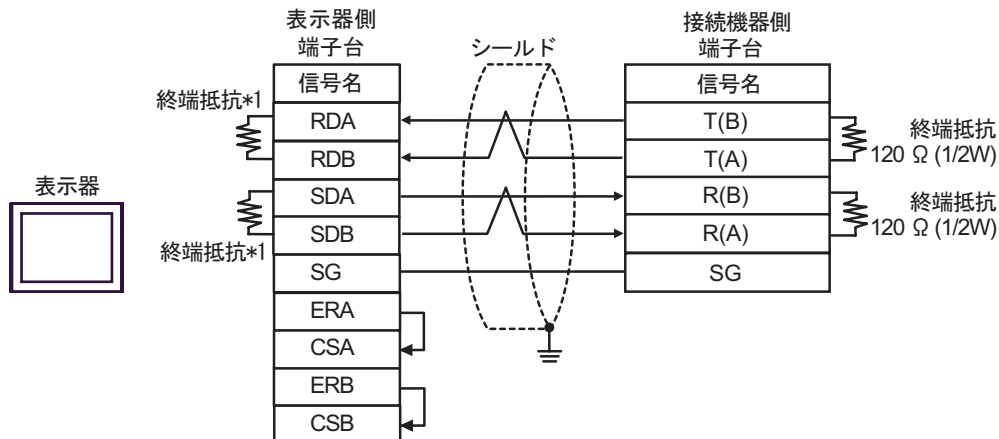 表示器側
端子台
シールド
接続機器側
端子台
信号名
信号名
終端抵抗*1
RDA
T(B)
終端抵抗
120 Ω (1/2W)
RDB
T(A)
表示器
SDA
R(B)
終端抵抗
120 Ω (1/2W)
SDB
R(A)
終端抵抗*1
SG
SG
ERA
CSA
ERB
CSB